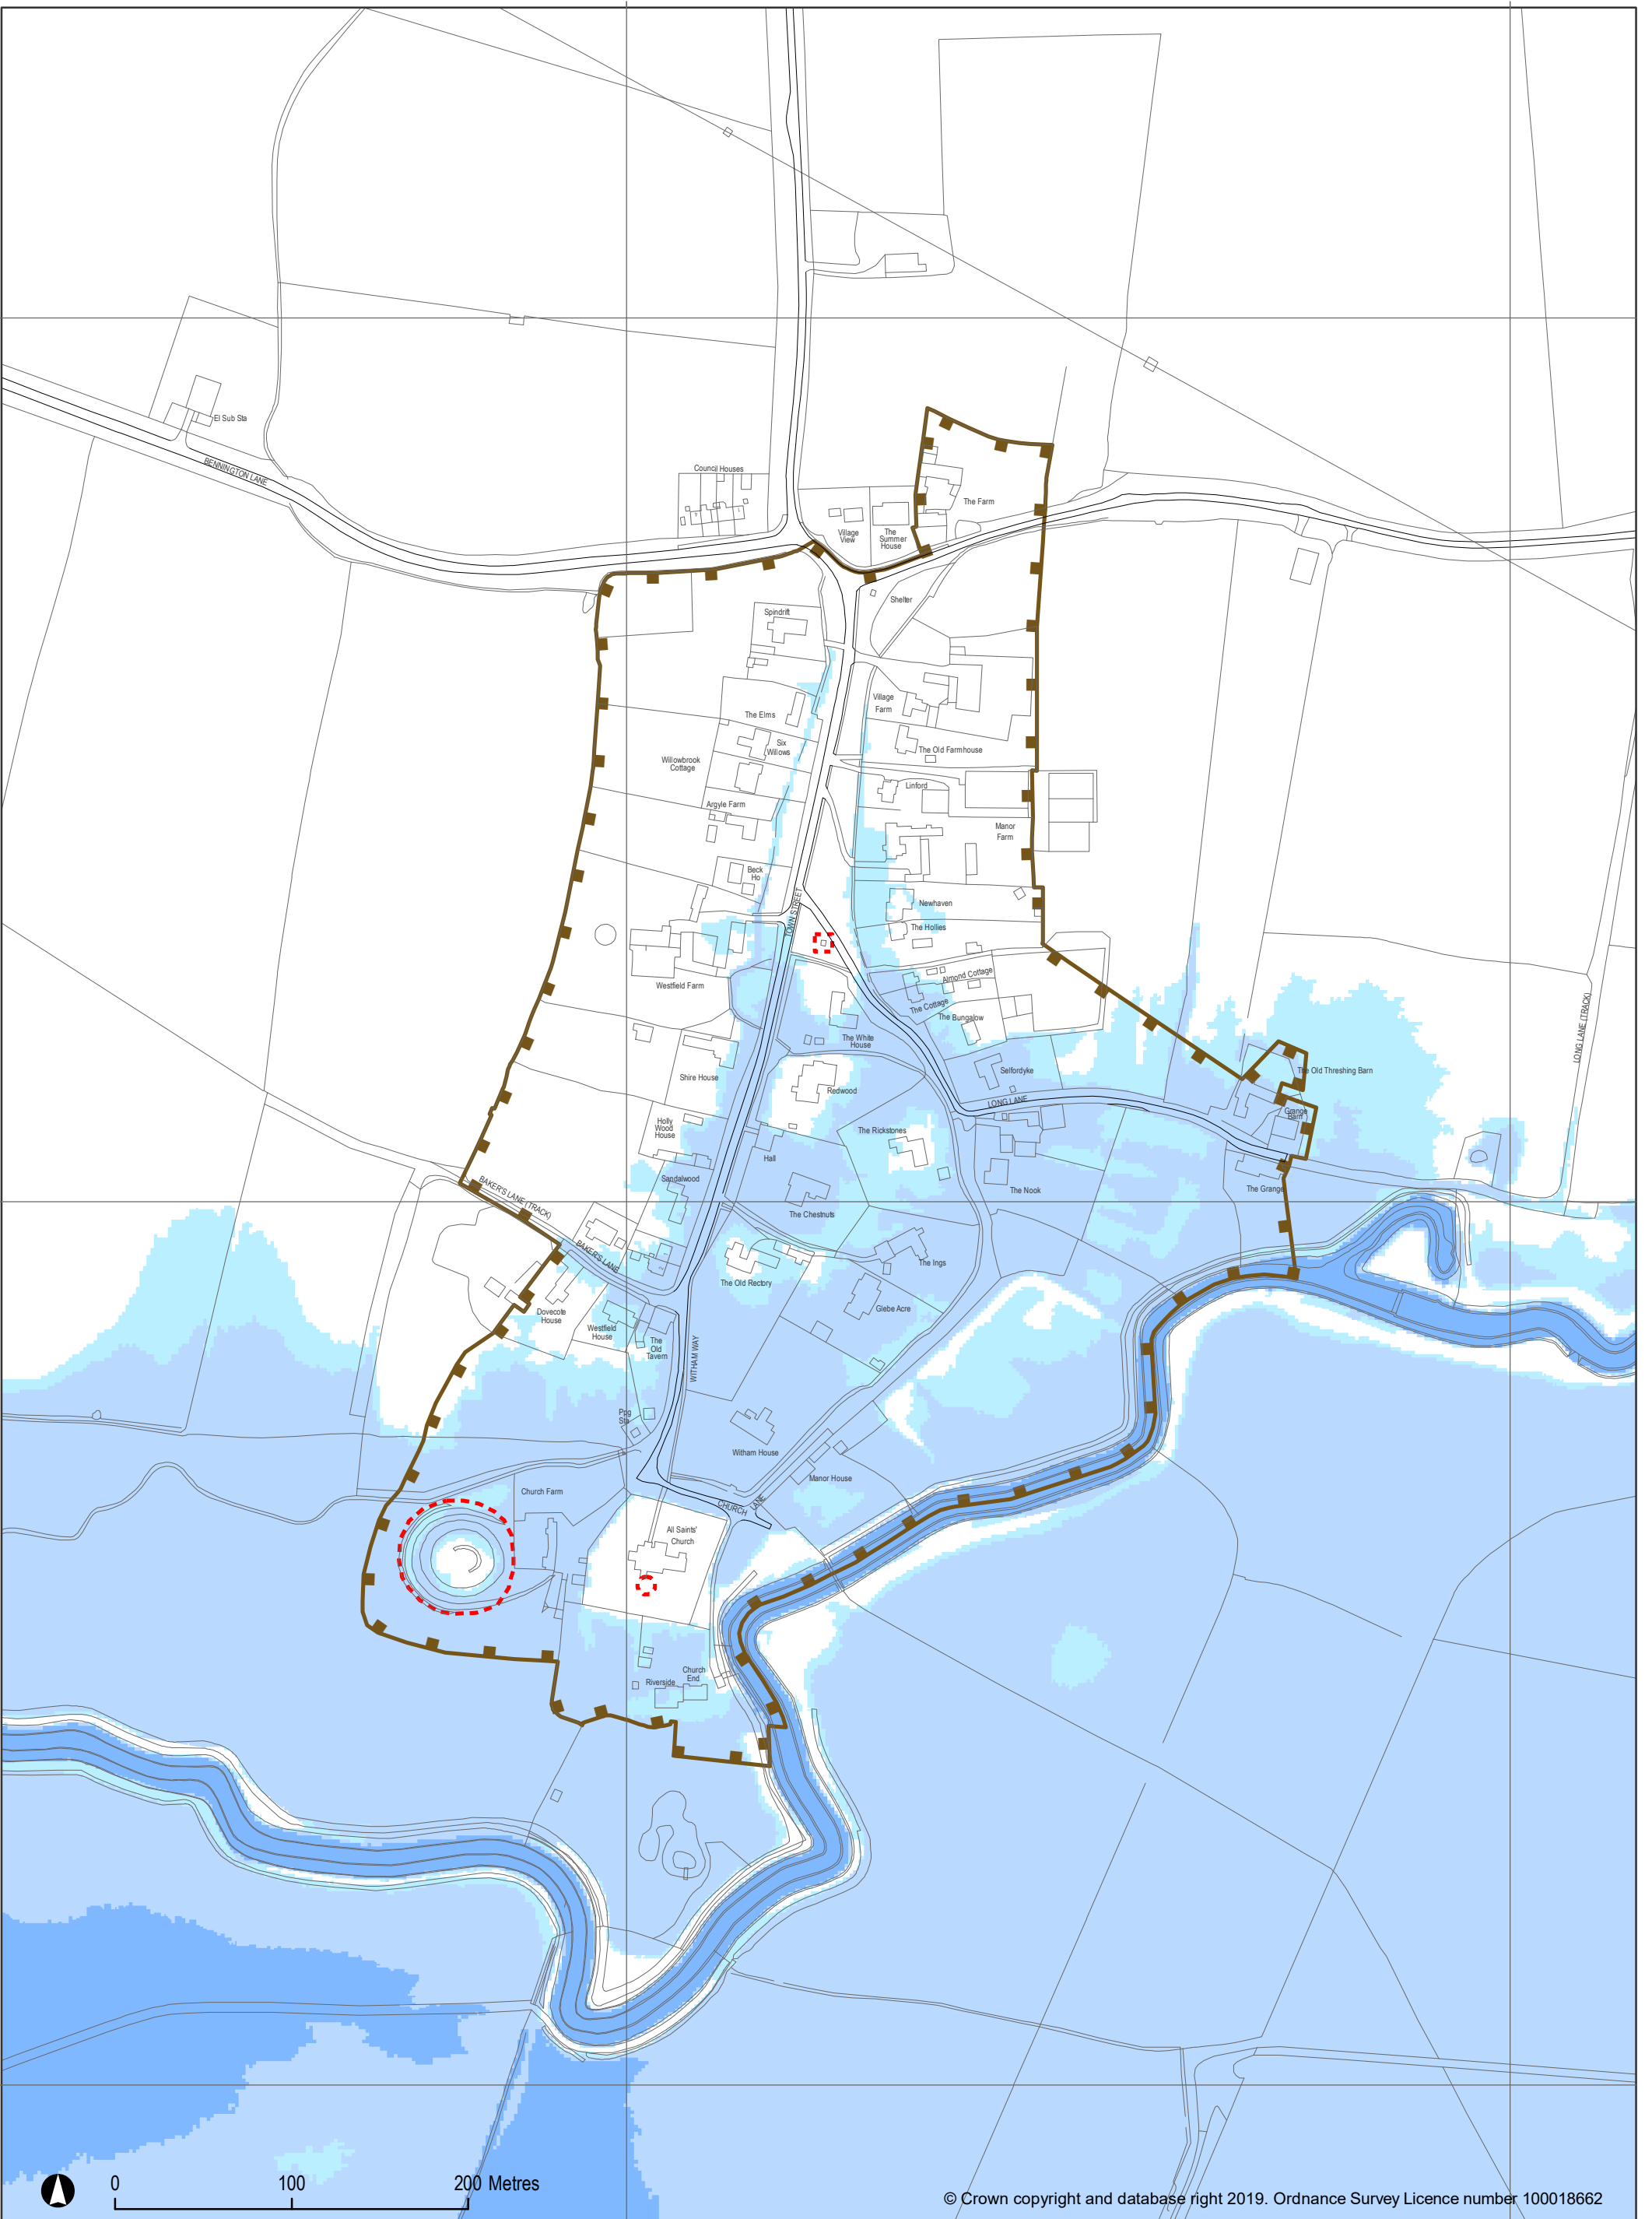 El Sub Sta
BENNINGTON LANE
Council Houses
The Farm
Village
View
The
Summer
House
Shelter
Spindrift
Village
Farm
The Elms
Six
Willows
The Old Farmhouse
Willowbrook
Cottage
Linford
Argyle Farm
Manor
Farm
Beck
Ho
TOWN STREET
Newhaven
The Hollies
Almond Cottage
Westfield Farm
The Cottage
The Bungalow
The White
House
LONG LANE (TRACK)
Selfordyke
The Old Threshing Barn
Shire House
Redwood
LONG LANE
Grange
Barn
Holly
Wood
House
The Rickstones
Hall
Sandalwood
BAKER'S LANE (TRACK)
The Nook
The Grange
The Chestnuts
BAKER'S LANE
The Ings
The Old Rectory
Dovecote
House
Glebe Acre
Westfield
House
The
Old
Tavern
WITHAM WAY
Ppg
Sta
Witham House
Manor House
Church Farm
CHURCH LANE
All Saints'
Church
Church
End
Riverside
0 100 200 Metres
© Crown copyright and database right 2019. Ordnance Survey Licence number 100018662